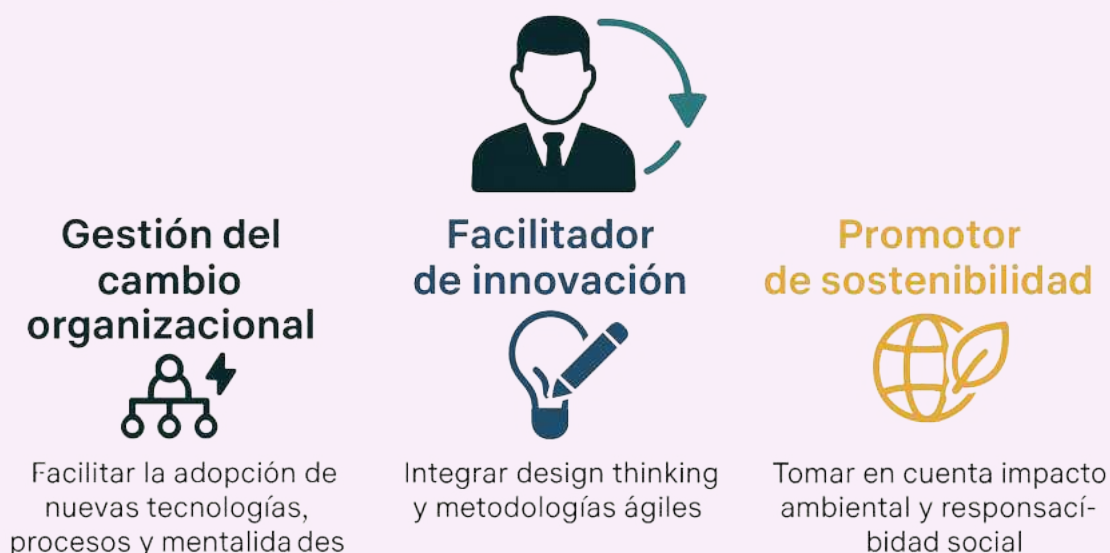 Gestión del
cambio
organizacional
Facilitar la adopción de
nuevas tecnologías,
procesos y mentalida des
Facilitador
de innovación
Integrar design thinking
y metodologías ágiles
Promotor
de sostenibilidad
Tomar en cuenta impacto
ambiental y responsací-
bidad social